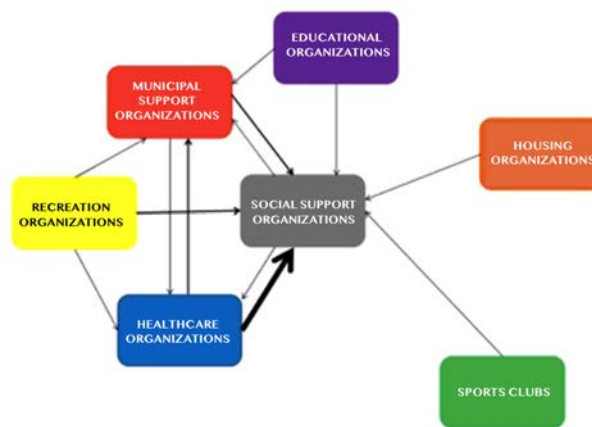 EDUCATIONAL
ORGANIZATIONS
MUNICIPAL
SUPPORT
ORGANIZATIONS
HOUSING
ORGANIZATIONS
RECREATION
ORGANIZATIONS
SOCIAL SUPPORT
ORGANIZATIONS
HEALTHCARE
ORGANIZATIONS
SPORTS CLUBS